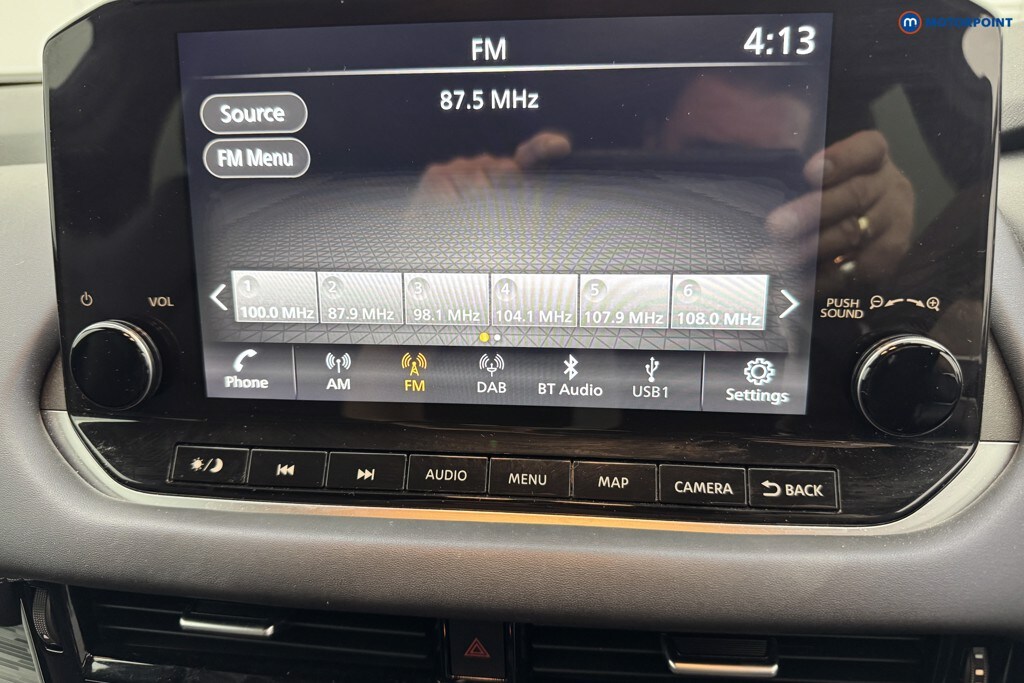 MOTORPOINT
FM 4:13
Source
87.5 MHz
FM Menu
1 2 3 4 5 6
100.0 MHz 87.9 MHz 98.1 MHz 104.1 MHz 107.9 MHz 108.0 MHz
VOL
PUSH
SOUND
Phone AM FM DAB BT Audio USB1 Settings
AUDIO MENU MAP CAMERA BACK